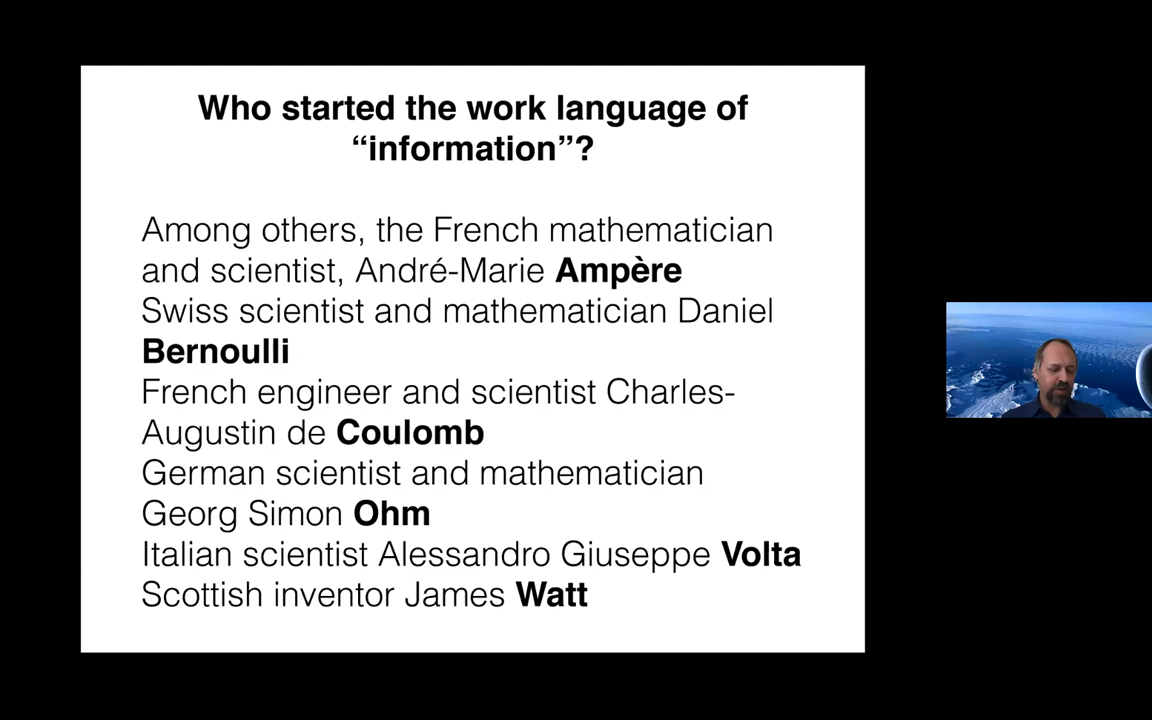 Who started the work language of
“information”?
Among others, the French mathematician
and scientist, André-Marie Ampère
Swiss scientist and mathematician Daniel
Bernoulli
French engineer and scientist Charles-
Augustin de Coulomb
German scientist and mathematician
Georg Simon Ohm
Italian scientist Alessandro Giuseppe Volta
Scottish inventor James Watt